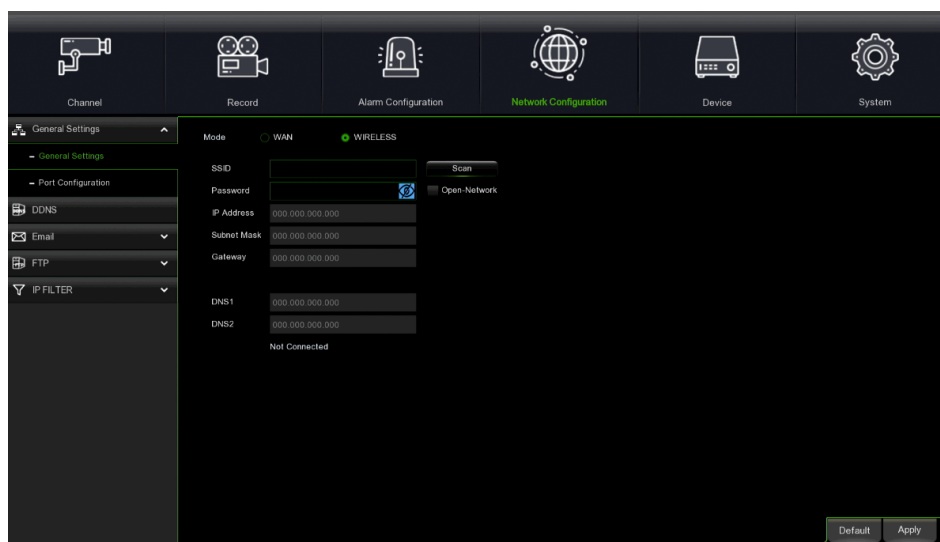 Channel
Record
Alarm Configuration
Network Configuration
Device
System
General Settings
General Settings
Port Configuration
DDNS
Email
FTP
IP FILTER
Mode WAN WIRELESS
SSID Scan
Password Open-Network
IP Address 000.000.000.000
Subnet Mask 000.000.000.000
Gateway 000.000.000.000
DNS1 000.000.000.000
DNS2 000.000.000.000
Not Connected
Default Apply